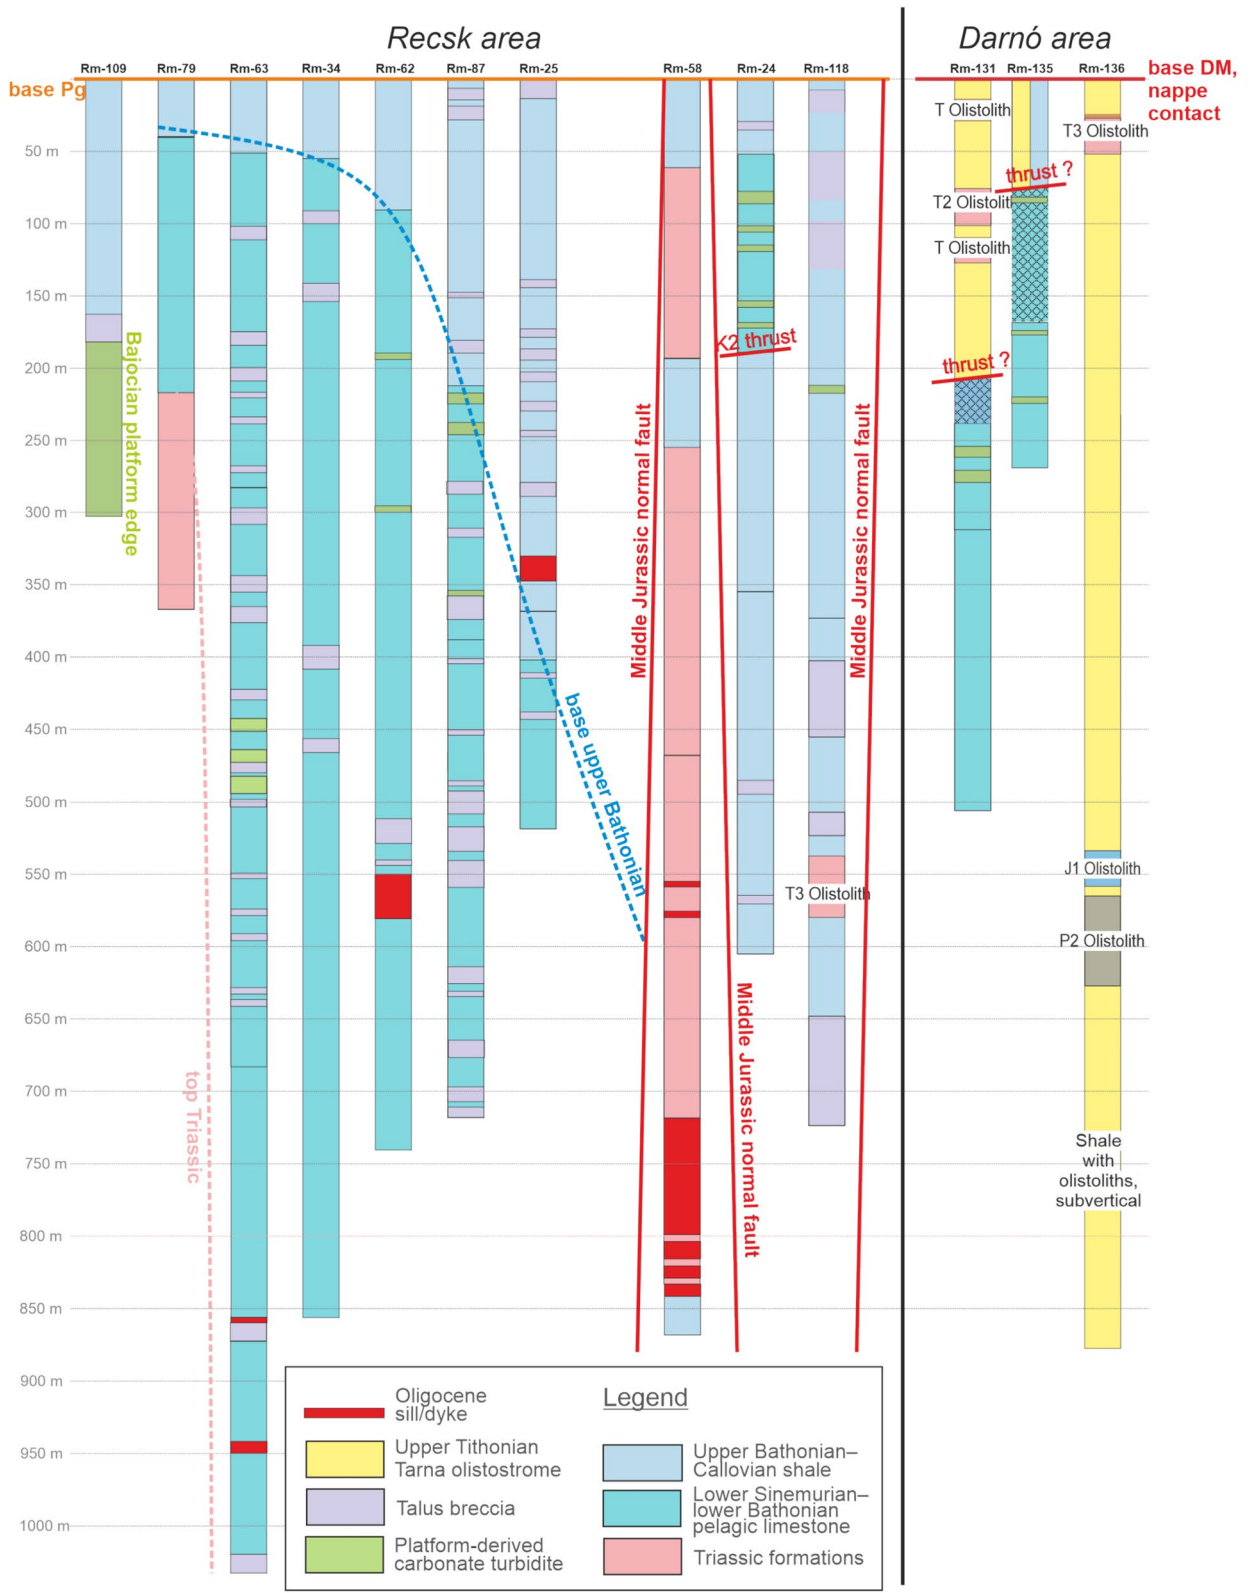 Recsk area
Darnó area
Rm-109
Rm-79
Rm-63
Rm-34
Rm-62
Rm-87
Rm-25
Rm-58
Rm-24
Rm-118
Rm-131
Rm-135
Rm-136
base Pg
base DM,
nappe
contact
50 m
100 m
150 m
200 m
250 m
300 m
350 m
400 m
450 m
500 m
550 m
600 m
650 m
700 m
750 m
800 m
850 m
900 m
950 m
1000 m
Bajocian platform edge
top Triassic
base upper Bathonian
Middle Jurassic normal fault
K2 thrust
Middle Jurassic normal fault
Middle Jurassic normal fault
T3 Olistolith
T Olistolith
T2 Olistolit
T Olistolith
thrust ?
thrust ?
T3 Olistolith
J1 Olistolith
P2 Olistolith
Shale
with
olistoliths,
subvertical
Legend
Oligocene
sill/dyke
Upper Tithonian
Tarna olistostrome
Talus breccia
Platform-derived
carbonate turbidite
Upper Bathonian–
Callovian shale
Lower Sinemurian–
lower Bathonian
pelagic limestone
Triassic formations